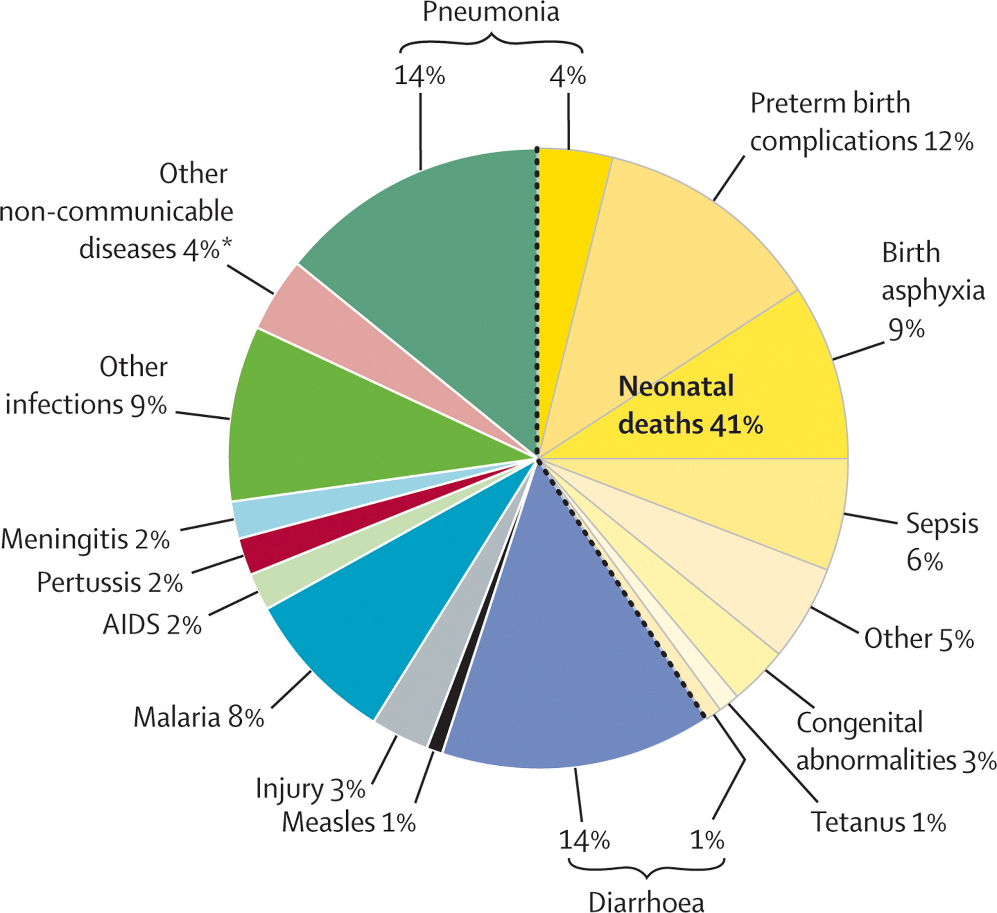 Pneumonia
14%
4%
Preterm birth
complications 12%
Other
non-communicable
diseases 4%*
Birth
asphyxia
9%
Other
infections 9%
Neonatal
deaths 41%
Sepsis
6%
Meningitis 2%
Pertussis 2%
AIDS 2%
Other 5%
Malaria 8%
Congenital
abnormalities 3%
Injury 3%
Measles 1%
Tetanus 1%
14%
1%
Diarrhoea